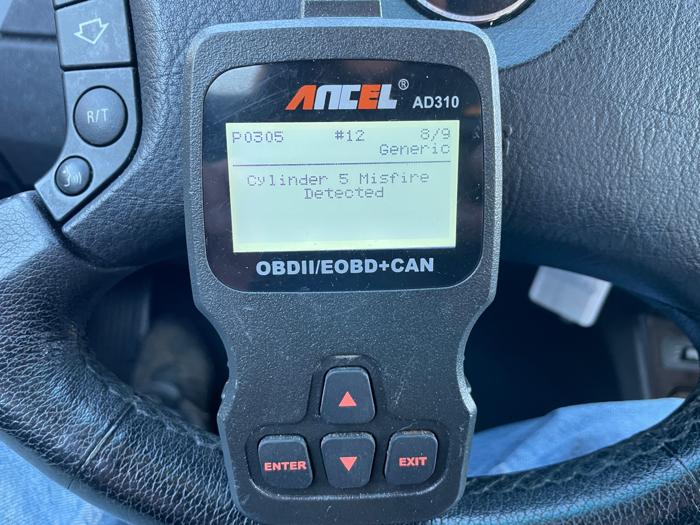 R/T
ANCEL®
AD310
P0305 #12 8/9
Generic
Cylinder 5 Misfire
Detected
OBDII/EOBD+CAN
ENTER
EXIT